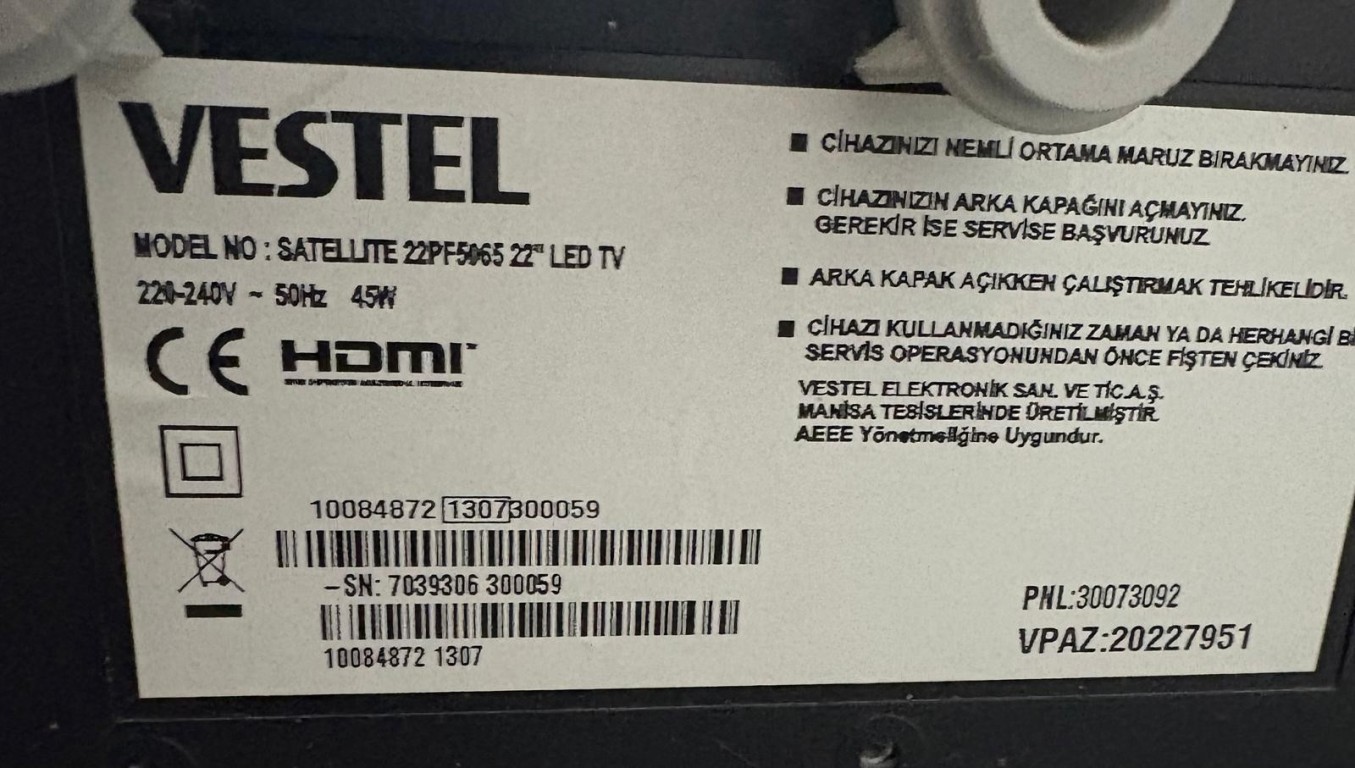 VESTEL
MODEL NO : SATELLITE 22PF5065 22" LED TV
220-240V ~ 50Hz 45W
CE HDMI
10084872 1307300059
-SN: 7039306 300059
10084872 1307
■ CİHAZINIZI NEMLİ ORTAMA MARUZ BIRAKMAYINIZ.
■ CİHAZINIZIN ARKA KAPAĞINI AÇMAYINIZ.
GEREKİR İSE SERVİSE BAŞVURUNUZ
■ ARKA KAPAK AÇIKKEN ÇALIŞTIRMAK TEHLİKELİDİR.
■ CİHAZI KULLANMADIĞINIZ ZAMAN YA DA HERHANGİ
SERVİS OPERASYONUNDAN ÖNCE FİŞTEN ÇEKİNİZ.
VESTEL ELEKTRONİK SAN. VE TİC.A.Ş.
MANİSA TESİSLERİNDE ÜRETİLMİŞTİR.
AEEE Yönetmeliğine Uygundur.
PNL:30073092
VPAZ:20227951